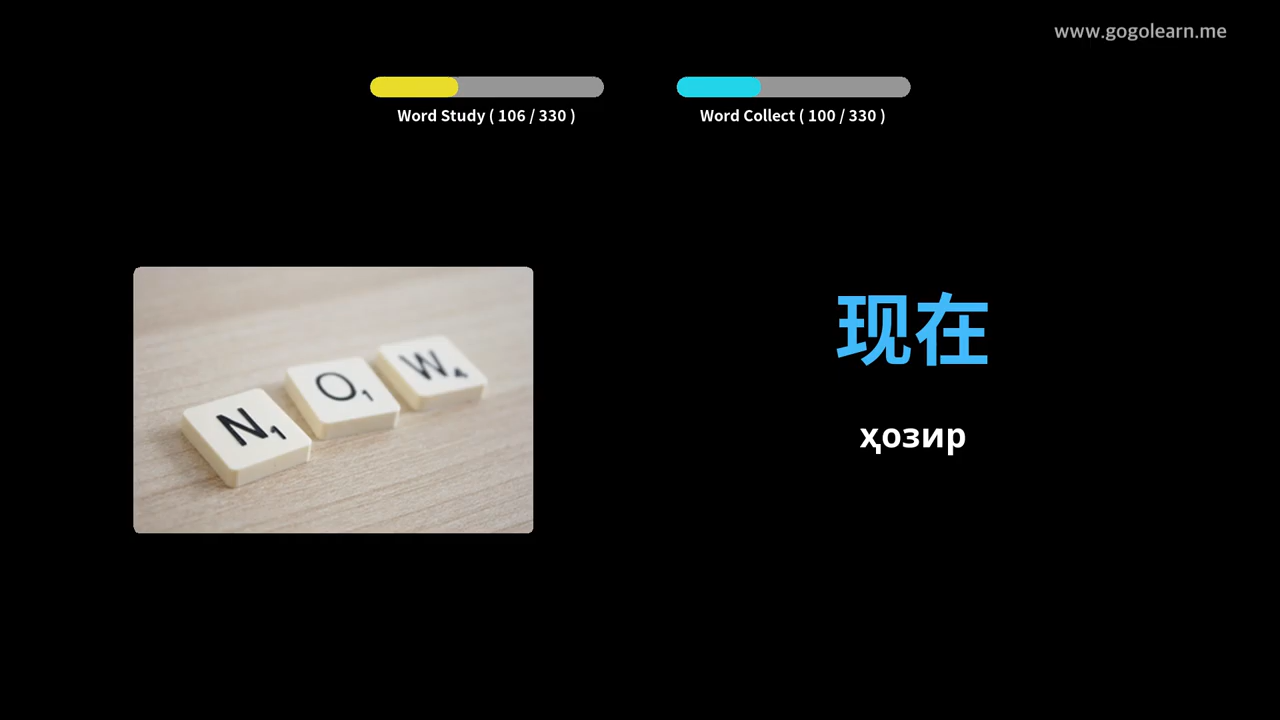 www.gogolearn.me
Word Study ( 106 / 330 )
Word Collect ( 100 / 330 )
N1 O1 W4
现在
ҳозир